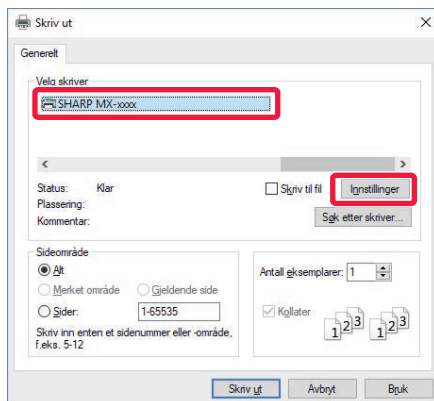 Skriv ut
Generelt
Velg skriver
SHARP MX-xxxx
Status: Klar
Skriv til fil
Innstillinger
Plassering:
Kommentar:
Søk etter skriver...
Sideområde
Alt
Merket område
Gjeldende side
Sider: 1-65535
Skriv inn enten et sidenummer eller -område,
f.eks. 5-12
Antall eksemplarer: 1
Kollater
1 2 3 1 2 3
Skriv ut
Avbryt
Bruk